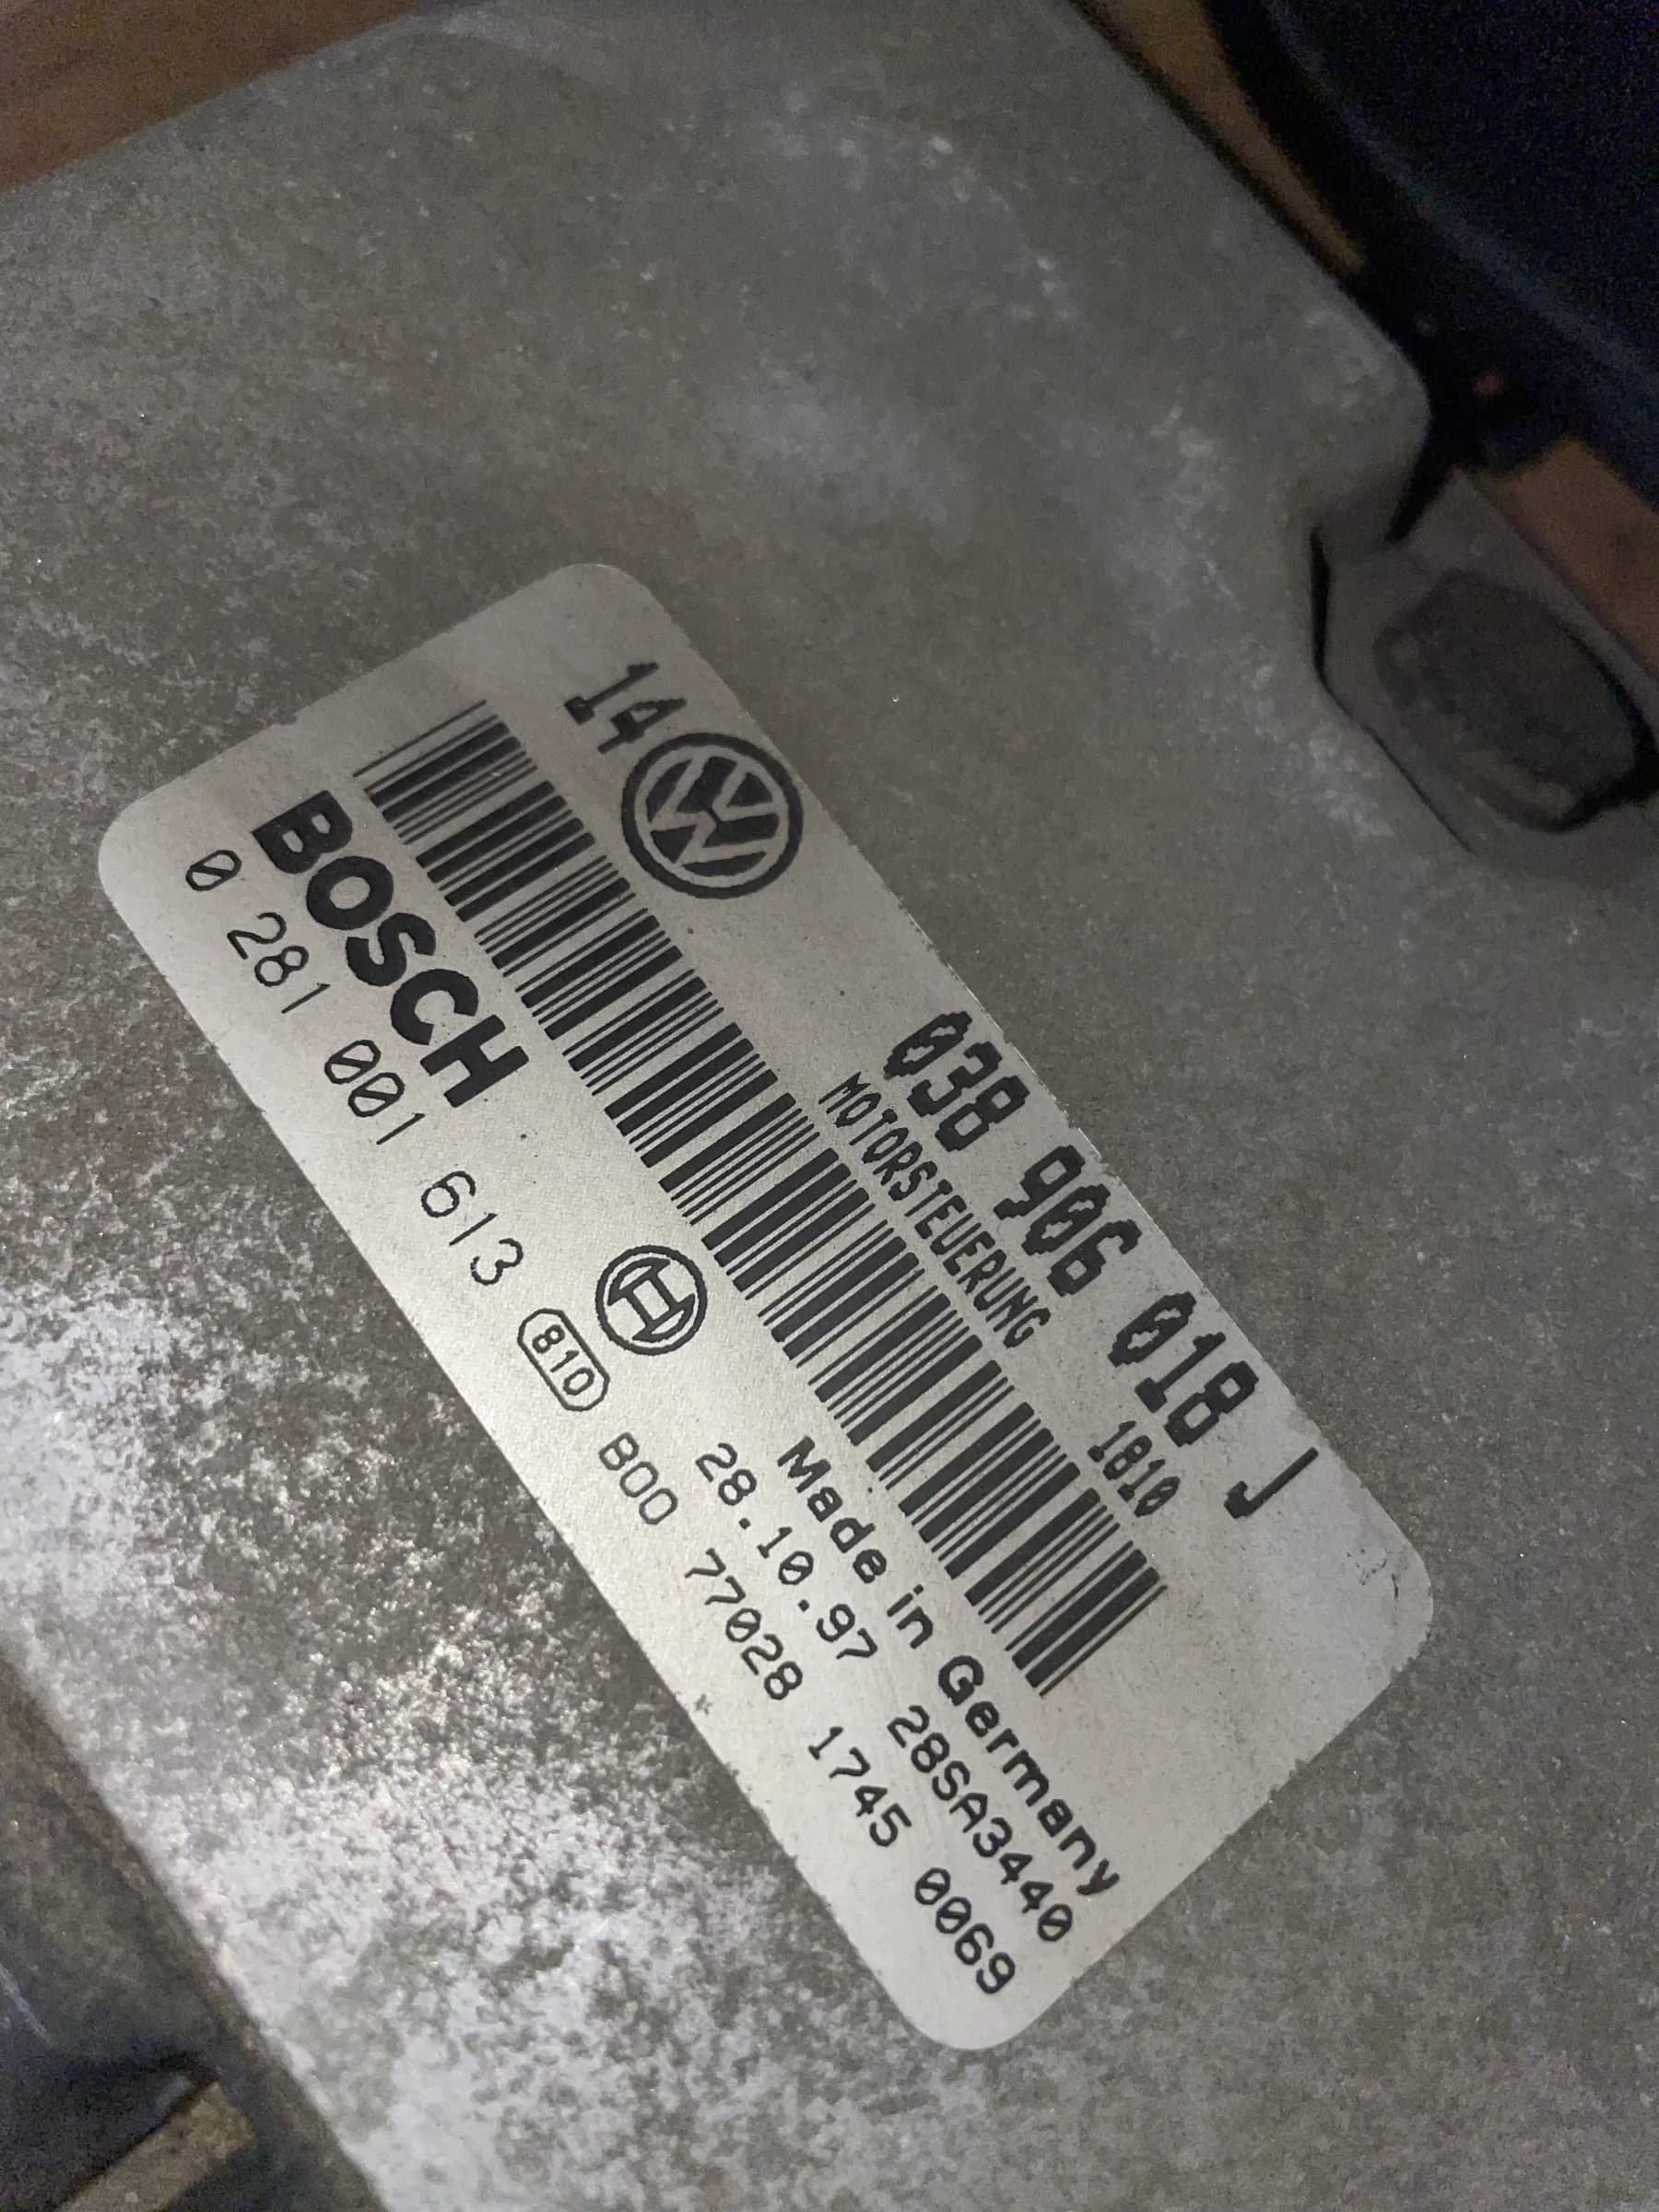 14 038 906 018 J
MOTORSTEUERUNG 1810
BOSCH Made in Germany
28.10.97 28SA3440
0 281 001 613 810 B00 77028 1745 0069